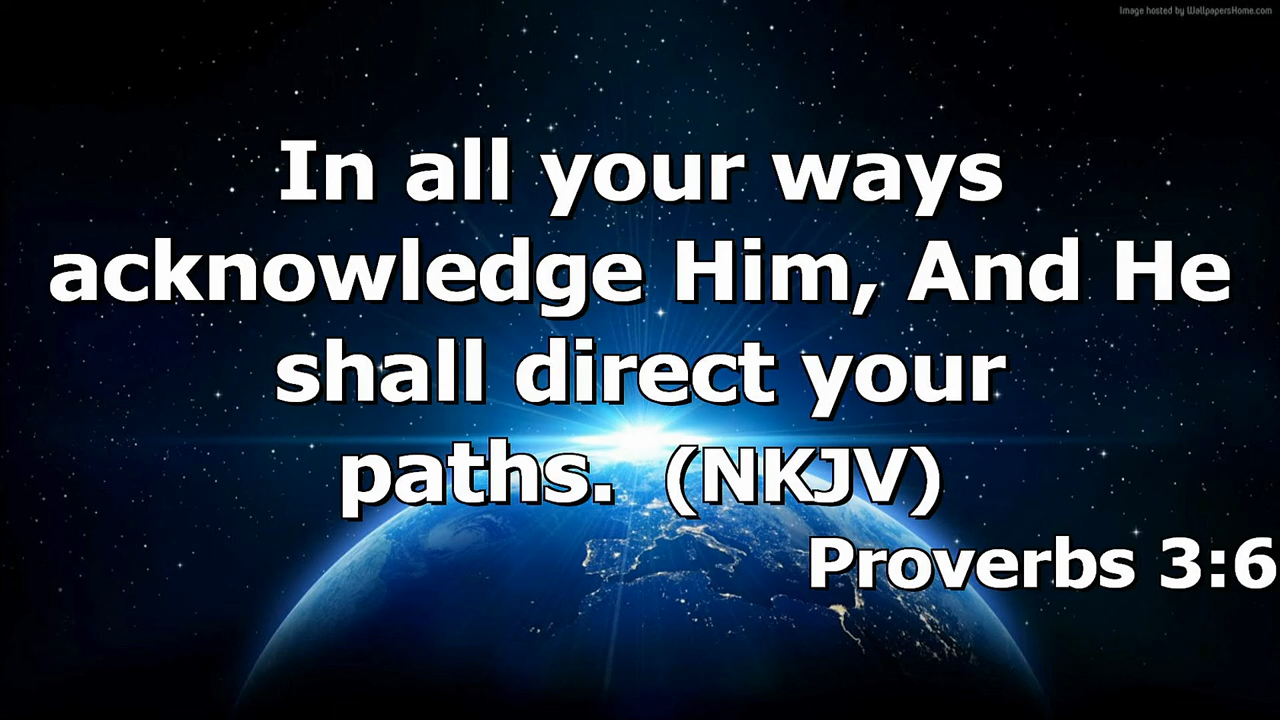 Image hosted by WallpapersHome.com
In all your ways
acknowledge Him, And He
shall direct your
paths. (NKJV)
Proverbs 3:6